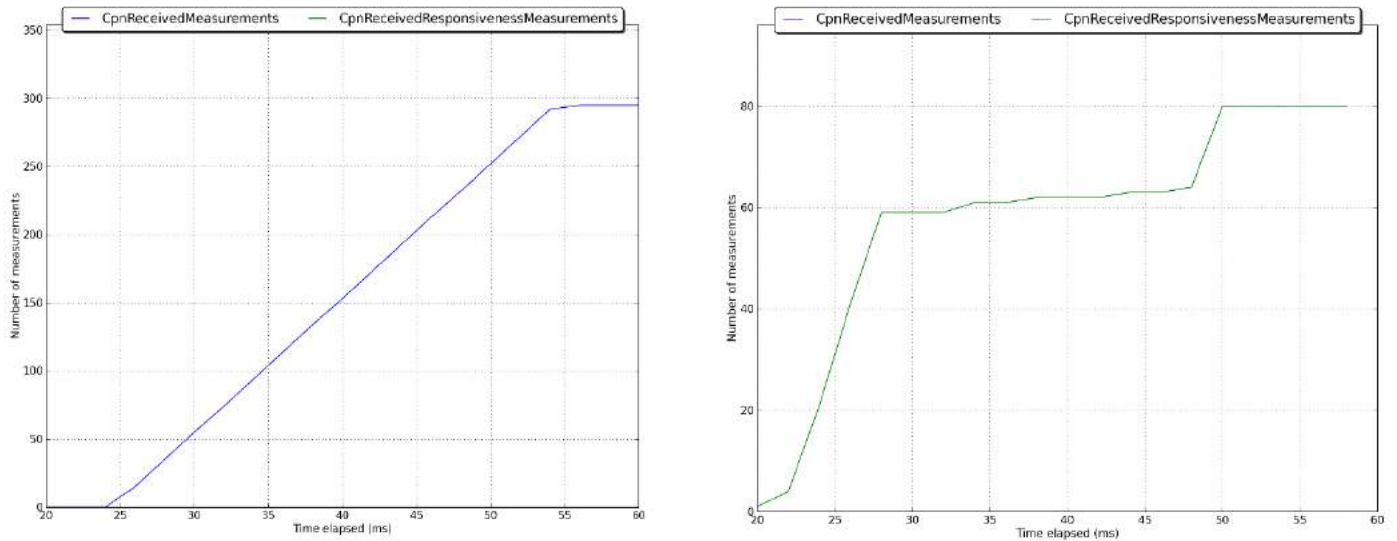 CpnReceivedMeasurements CpnReceivedResponsivenessMeasurements
350
300
250
200
150
100
50
0
Number of measurements
20 25 30 35 40 45 50 55 60
Time elapsed (ms)
CpnReceivedMeasurements CpnReceivedResponsivenessMeasurements
80
60
40
20
0
Number of measurements
20 25 30 35 40 45 50 55 60
Time elapsed (ms)